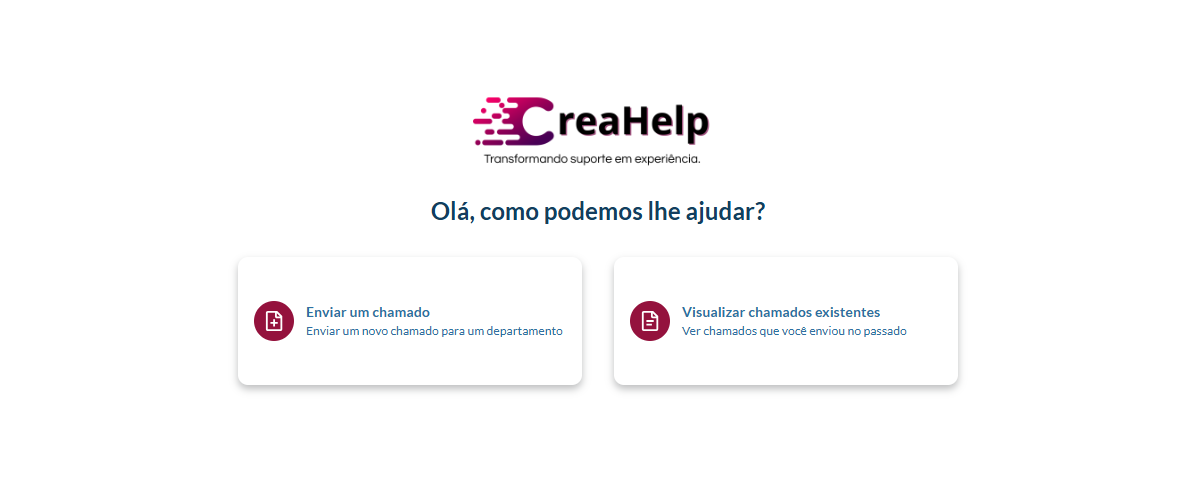 CreaHelp
Transformando suporte em experiência.
Olá, como podemos lhe ajudar?
Enviar um chamado
Enviar um novo chamado para um departamento
Visualizar chamados existentes
Ver chamados que você enviou no passado